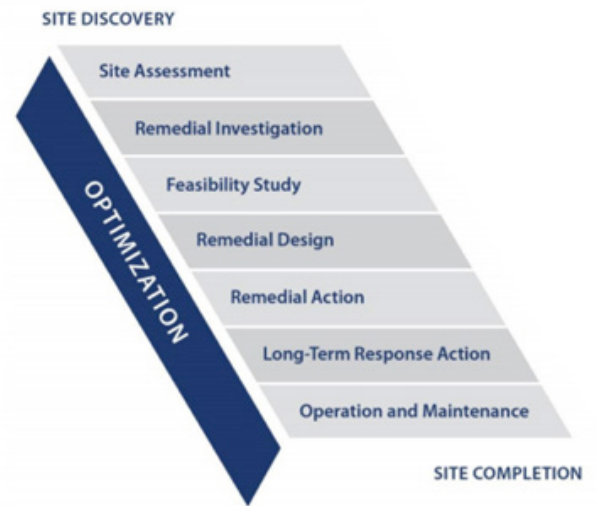 SITE DISCOVERY
Site Assessment
Remedial Investigation
Feasibility Study
OPTIMIZATION
Remedial Design
Remedial Action
Long-Term Response Action
Operation and Maintenance
SITE COMPLETION